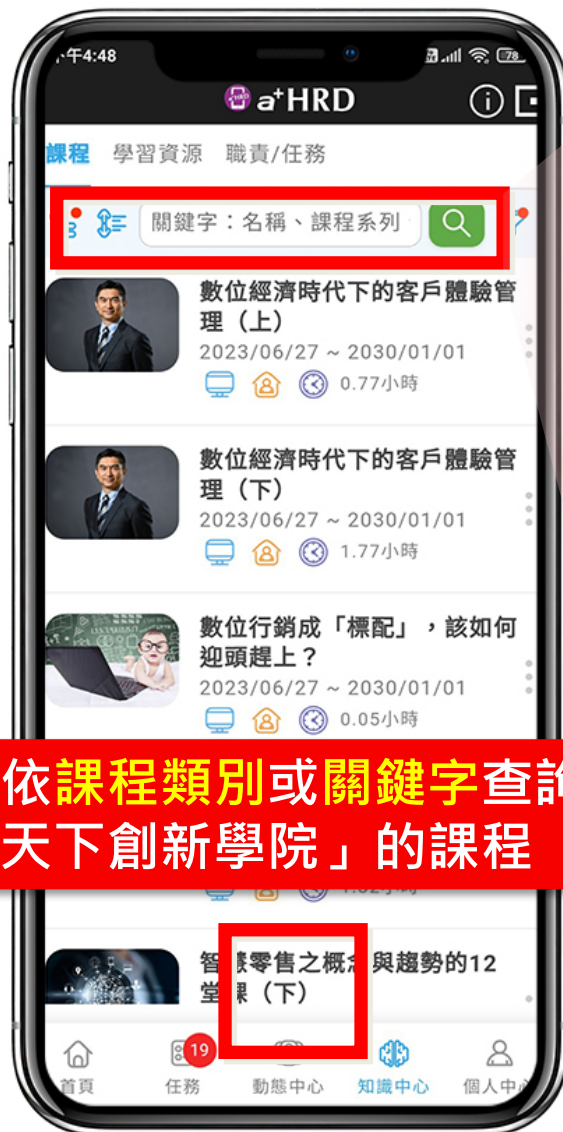 下午4:48
78
a⁺HRD
課程 學習資源 職責/任務
關鍵字：名稱、課程系列
數位經濟時代下的客戶體驗管
理（上）
2023/06/27 ~ 2030/01/01
0.77小時
數位經濟時代下的客戶體驗管
理（下）
2023/06/27 ~ 2030/01/01
1.77小時
數位行銷成「標配」，該如何
迎頭趕上？
2023/06/27 ~ 2030/01/01
0.05小時
依課程類別或關鍵字查詢
天下創新學院」的課程
智慧零售之概念與趨勢的12
堂課（下）
19
首頁 任務 動態中心 知識中心 個人中心